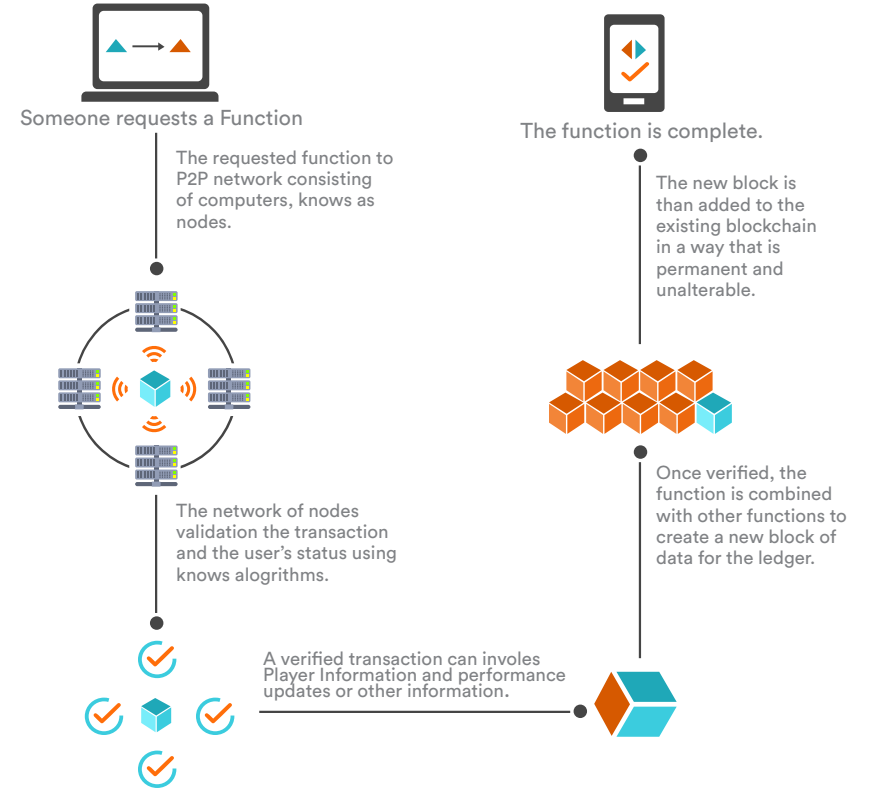 Someone requests a Function
The requested function to
P2P network consisting
of computers, knows as
nodes.
The network of nodes
validation the transaction
and the user's status using
knows alogrithms.
A verified transaction can involes
Player Information and performance
updates or other information.
Once verified, the
function is combined
with other functions to
create a new block of
data for the ledger.
The new block is
than added to the
existing blockchain
in a way that is
permanent and
unalterable.
The function is complete.